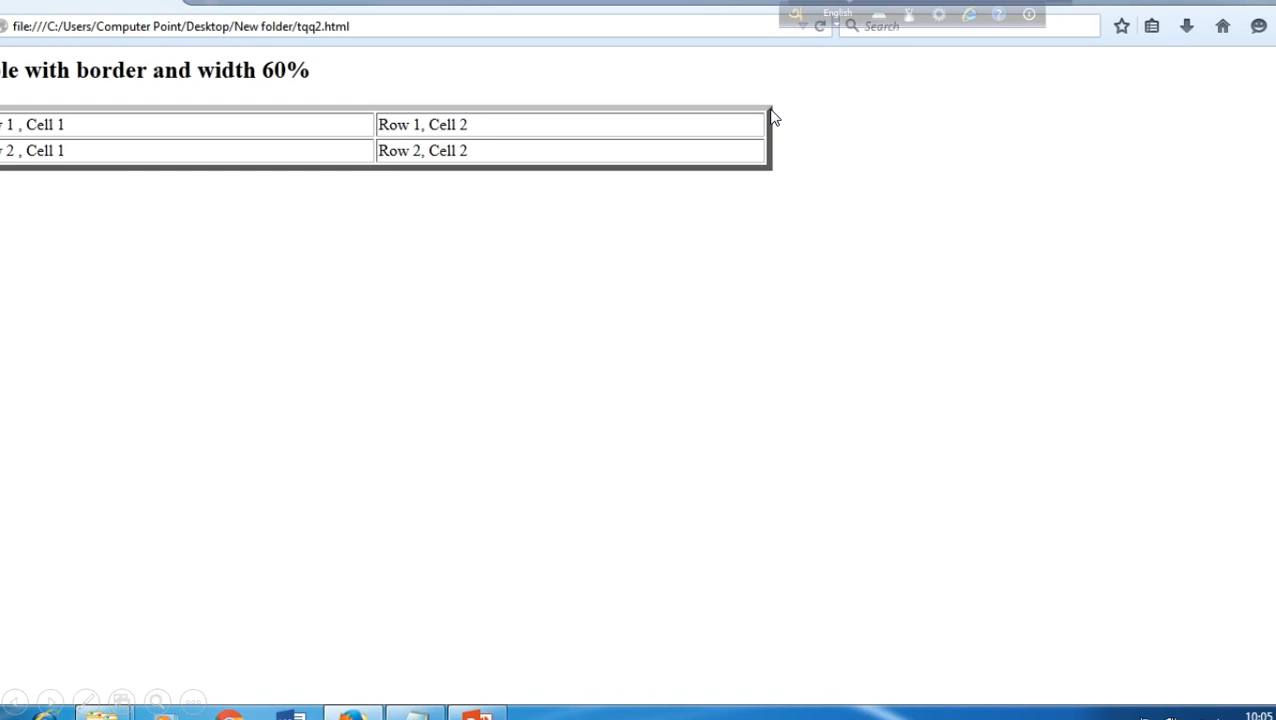 English
file:///C:/Users/Computer Point/Desktop/New folder/tqq2.html
Search
le with border and width 60%
1 , Cell 1
Row 1, Cell 2
2 , Cell 1
Row 2, Cell 2
10:05